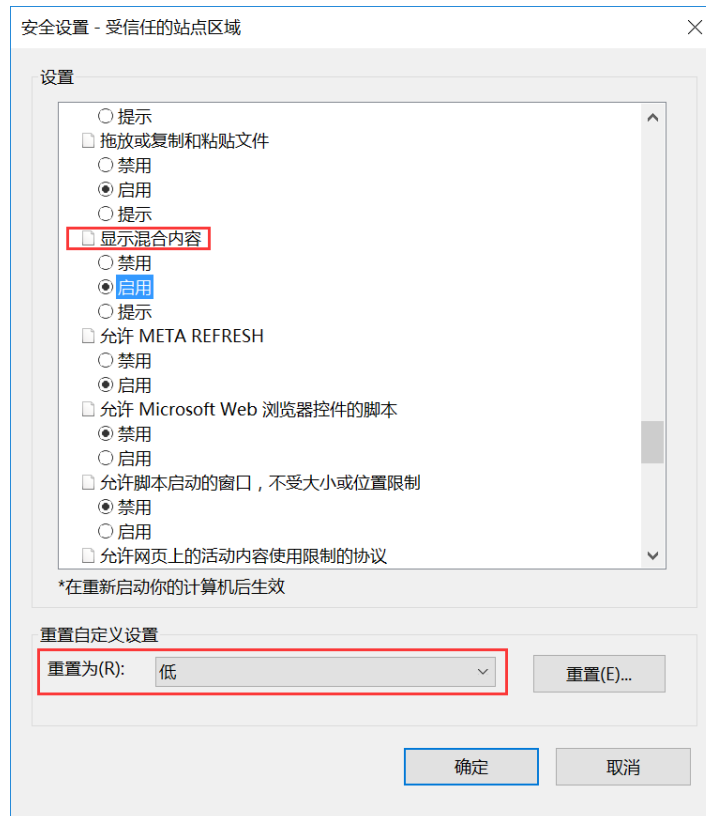 安全设置 - 受信任的站点区域
设置
提示
拖放或复制和粘贴文件
禁用
启用
提示
显示混合内容
禁用
启用
提示
允许 META REFRESH
禁用
启用
允许 Microsoft Web 浏览器控件的脚本
禁用
启用
允许脚本启动的窗口，不受大小或位置限制
禁用
启用
允许网页上的活动内容使用限制的协议
*在重新启动你的计算机后生效
重置自定义设置
重置为(R): 低 重置(E)...
确定 取消